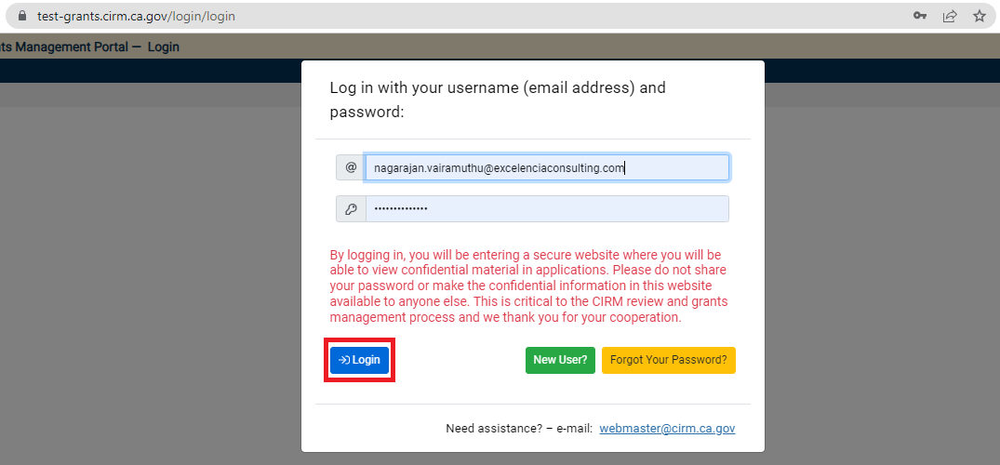 test-grants.cirm.ca.gov/login/login
nts Management Portal — Login
Log in with your username (email address) and
password:
@ nagarajan.vairamuthu@excelenciaconsulting.com
••••••••••••••
By logging in, you will be entering a secure website where you will be
able to view confidential material in applications. Please do not share
your password or make the confidential information in this website
available to anyone else. This is critical to the CIRM review and grants
management process and we thank you for your cooperation.
Login New User? Forgot Your Password?
Need assistance? – e-mail: webmaster@cirm.ca.gov